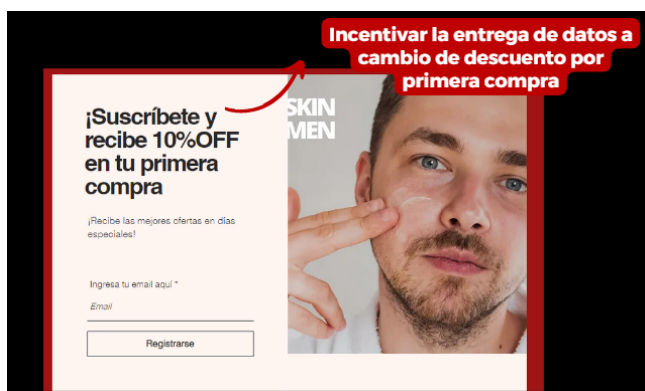 Incentivar la entrega de datos a
cambio de descuento por
primera compra
SKIN
MEN
¡Suscríbete y
recibe 10%OFF
en tu primera
compra
¡Recibe las mejores ofertas en días
especiales!
Ingresa tu email aquí *
Email
Registrarse